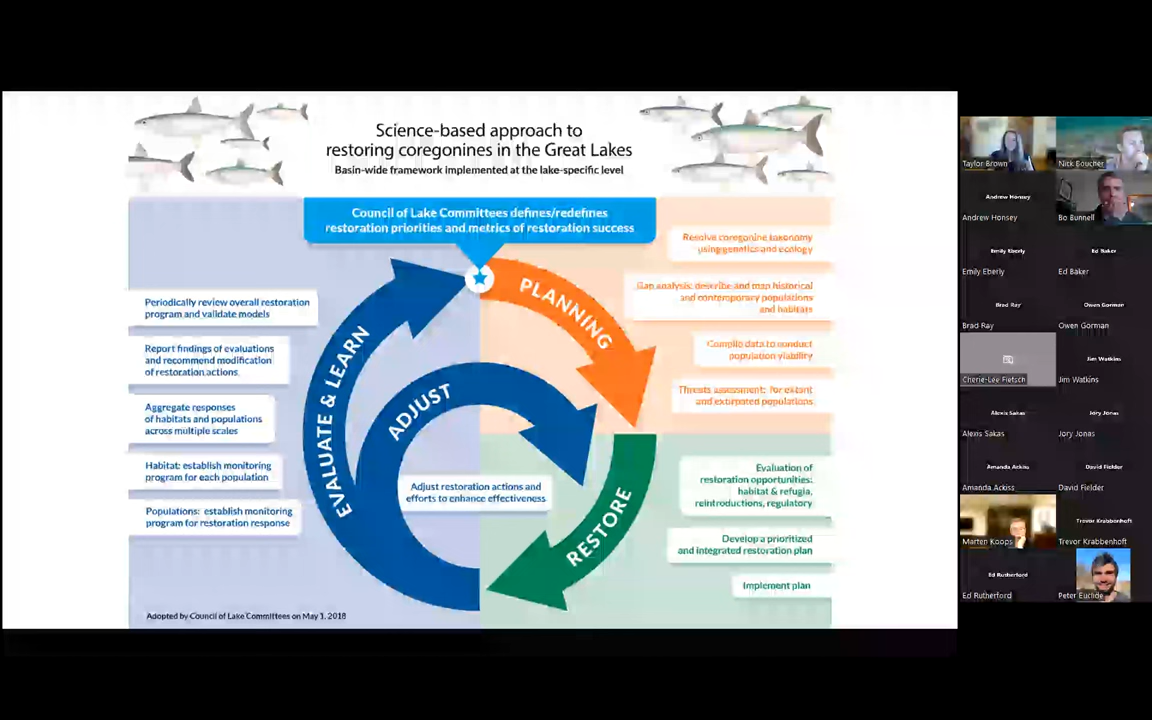 Science-based approach to
restoring coregonines in the Great Lakes
Basin-wide framework implemented at the lake-specific level
Council of Lake Committees defines/redefines
restoration priorities and metrics of restoration success
PLANNING
Resolve coregonine taxonomy
using genetics and ecology
Gap analysis: describe and map historical
and contemporary populations
and habitats
Compile data to conduct
population viability
Threats assessment: for extant
and extirpated populations
RESTORE
Evaluation of
restoration opportunities:
habitat & refugia,
reintroductions, regulatory
Develop a prioritized
and integrated restoration plan
Implement plan
EVALUATE & LEARN
Periodically review overall restoration
program and validate models
Report findings of evaluations
and recommend modification
of restoration actions
Aggregate responses
of habitats and populations
across multiple scales
Habitat: establish monitoring
program for each population
Populations: establish monitoring
program for restoration response
ADJUST
Adjust restoration actions and
efforts to enhance effectiveness
Adopted by Council of Lake Committees on May 1, 2018
Taylor Brown
Nick Boucher
Andrew Honsey
Andrew Honsey
Bo Bunnell
Emily Eberly
Emily Eberly
Ed Baker
Ed Baker
Brad Ray
Brad Ray
Owen Gorman
Owen Gorman
Cherie-Lee Fietsch
Jim Watkins
Jim Watkins
Alexis Sakas
Alexis Sakas
Jory Jonas
Jory Jonas
Amanda Ackiss
Amanda Ackiss
David Fielder
David Fielder
Marten Koops
Trevor Krabbenhoft
Trevor Krabbenhoft
Ed Rutherford
Ed Rutherford
Peter Euclide